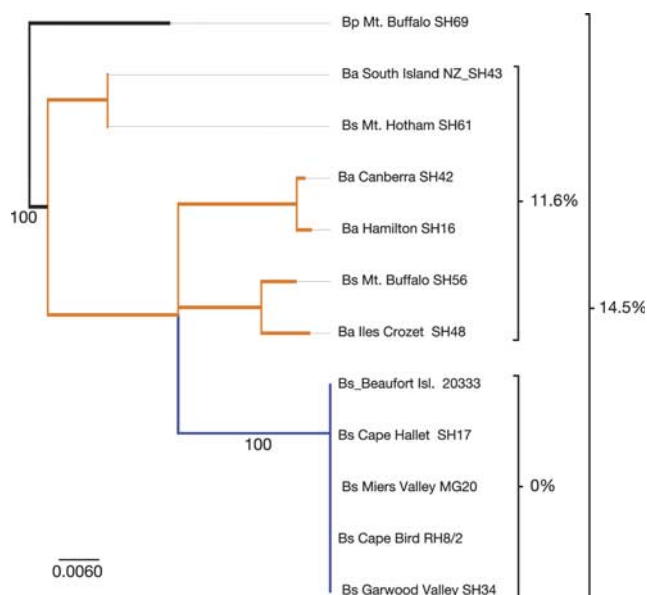 Bp Mt. Buffalo SH69
Ba South Island NZ_SH43
Bs Mt. Hotham SH61
Ba Canberra SH42
11.6%
100
Ba Hamilton SH16
Bs Mt. Buffalo SH56
14.5%
Ba Iles Crozet SH48
Bs_Beaufort Isl. 20333
Bs Cape Hallet SH17
100
Bs Miers Valley MG20
0%
Bs Cape Bird RH8/2
0.0060
Bs Garwood Valley SH34